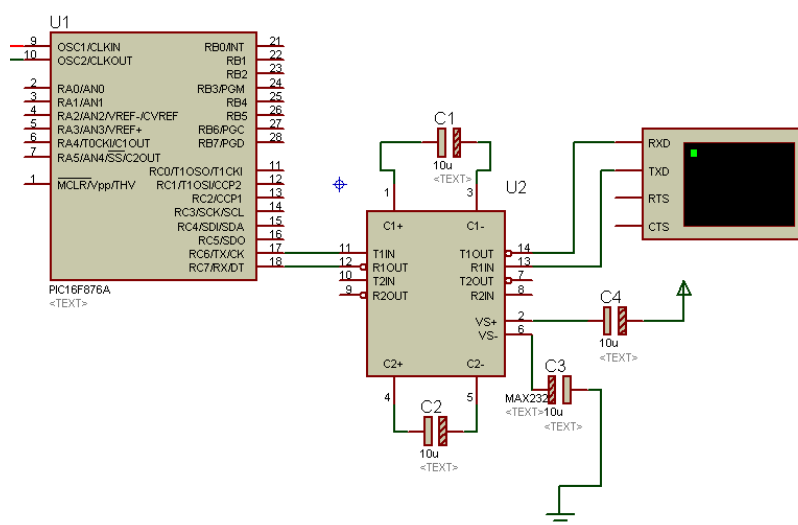 U1
9 OSC1/CLKIN RB0/INT 21
10 OSC2/CLKOUT RB1 22
RB2 23
2 RA0/AN0 RB3/PGM 24
3 RA1/AN1 RB4 25
4 RA2/AN2/VREF-/CVREF RB5 26
5 RA3/AN3/VREF+ RB6/PGC 27
6 RA4/T0CKI/C1OUT RB7/PGD 28
7 RA5/AN4/SS/C2OUT
RC0/T1OSO/T1CKI 11
1 MCLR/Vpp/THV RC1/T1OSI/CCP2 12
RC2/CCP1 13
RC3/SCK/SCL 14
RC4/SDI/SDA 15
RC5/SDO 16
RC6/TX/CK 17
RC7/RX/DT 18
PIC16F876A
<TEXT>
C1
10u
<TEXT>
U2
1 3
C1+ C1-
11 T1IN T1OUT 14
12 R1OUT R1IN 13
10 T2IN T2OUT 7
9 R2OUT R2IN 8
VS+ 2
VS- 6
C2+ C2-
4 5
MAX232
<TEXT>
C2
10u
<TEXT>
RXD
TXD
RTS
CTS
C4
10u
<TEXT>
C3
10u
<TEXT>